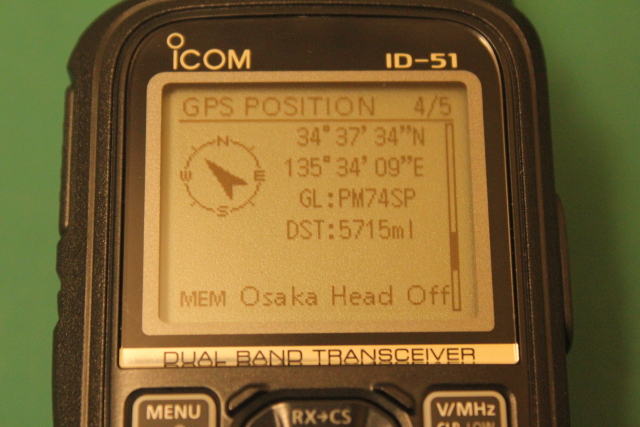 ICOM
ID-51
GPS POSITION 4/5
N
W E
S
34°37'34"N
135°34'09"E
GL:PM74SP
DST:5715ml
MEM Osaka Head Off
DUAL BAND TRANSCEIVER
MENU
RX→CS
V/MHz